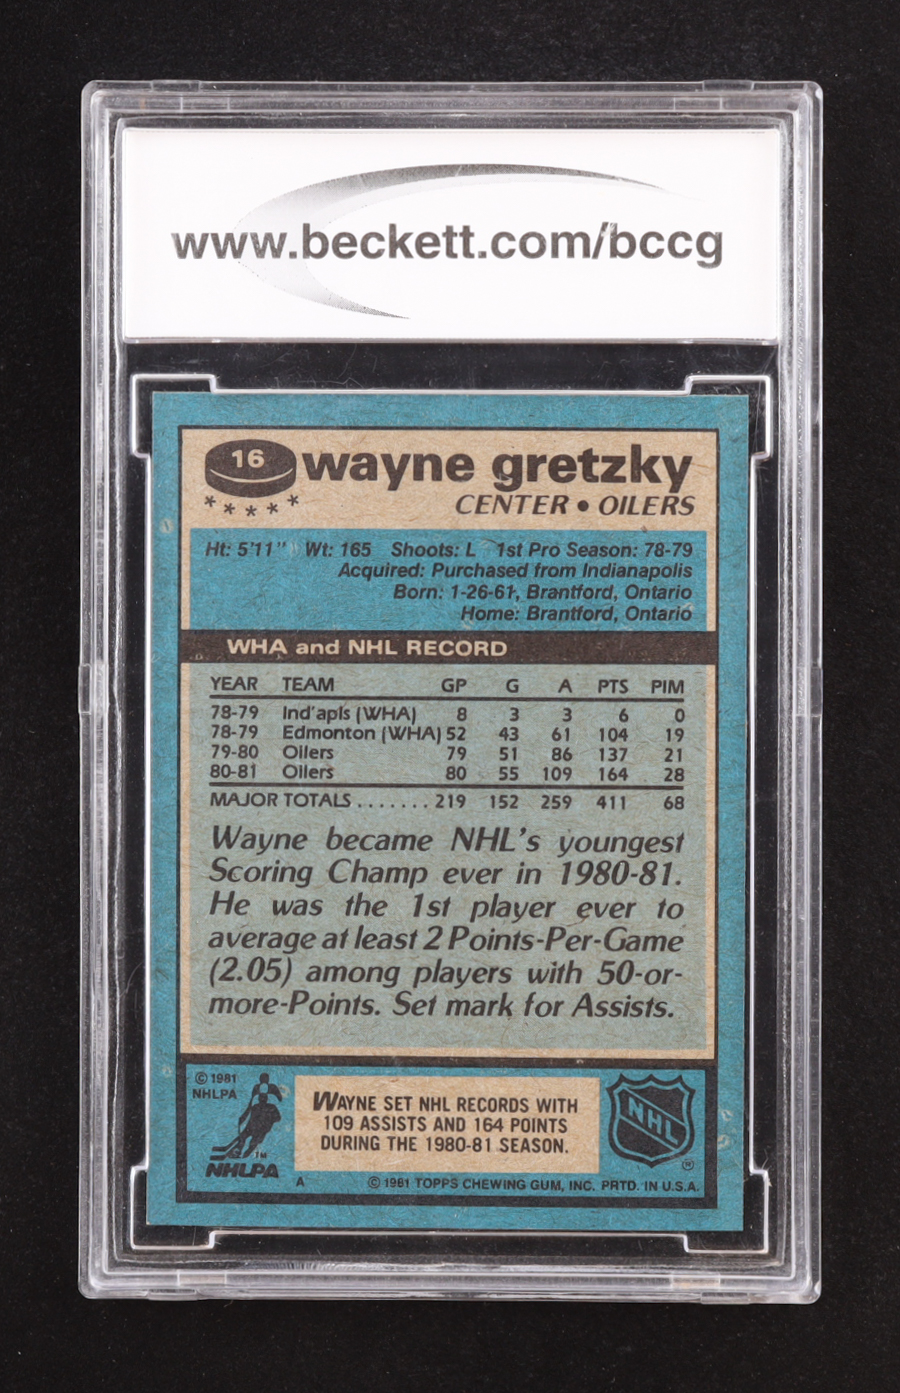 www.beckett.com/bccg
16 wayne gretzky
CENTER • OILERS
Ht: 5'11" Wt: 165 Shoots: L 1st Pro Season: 78-79
Acquired: Purchased from Indianapolis
Born: 1-26-61, Brantford, Ontario
Home: Brantford, Ontario
WHA and NHL RECORD
YEAR TEAM GP G A PTS PIM
78-79 Ind'apls (WHA) 8 3 3 6 0
78-79 Edmonton (WHA) 52 43 61 104 19
79-80 Oilers 79 51 86 137 21
80-81 Oilers 80 55 109 164 28
MAJOR TOTALS ....... 219 152 259 411 68
Wayne became NHL's youngest
Scoring Champ ever in 1980-81.
He was the 1st player ever to
average at least 2 Points-Per-Game
(2.05) among players with 50-or-
more-Points. Set mark for Assists.
© 1981
NHLPA
TM
NHLPA
WAYNE SET NHL RECORDS WITH
109 ASSISTS AND 164 POINTS
DURING THE 1980-81 SEASON.
NHL
®
A © 1981 TOPPS CHEWING GUM, INC. PRTD. IN U.S.A.